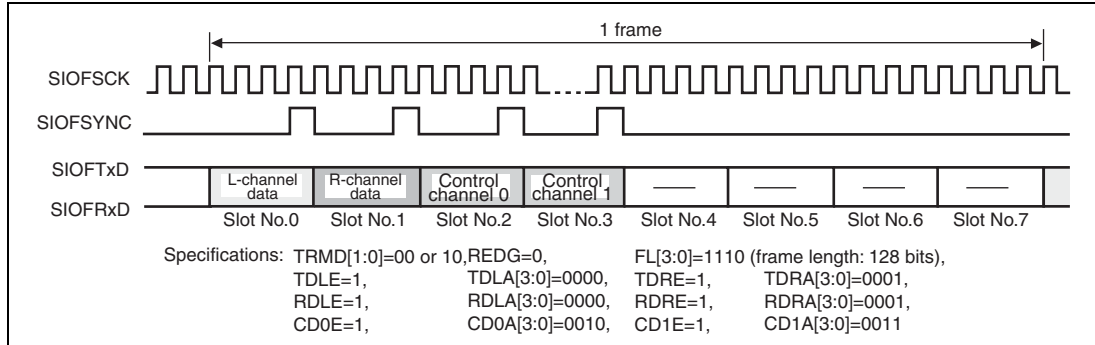 1 frame
SIOFSCK
SIOFSYNC
SIOFTxD
SIOFRxD
L-channel data
R-channel data
Control channel 0
Control channel 1
Slot No.0 Slot No.1 Slot No.2 Slot No.3 Slot No.4 Slot No.5 Slot No.6 Slot No.7
Specifications: TRMD[1:0]=00 or 10,REDG=0, FL[3:0]=1110 (frame length: 128 bits),
TDLE=1, TDLA[3:0]=0000, TDRE=1, TDRA[3:0]=0001,
RDLE=1, RDLA[3:0]=0000, RDRE=1, RDRA[3:0]=0001,
CD0E=1, CD0A[3:0]=0010, CD1E=1, CD1A[3:0]=0011